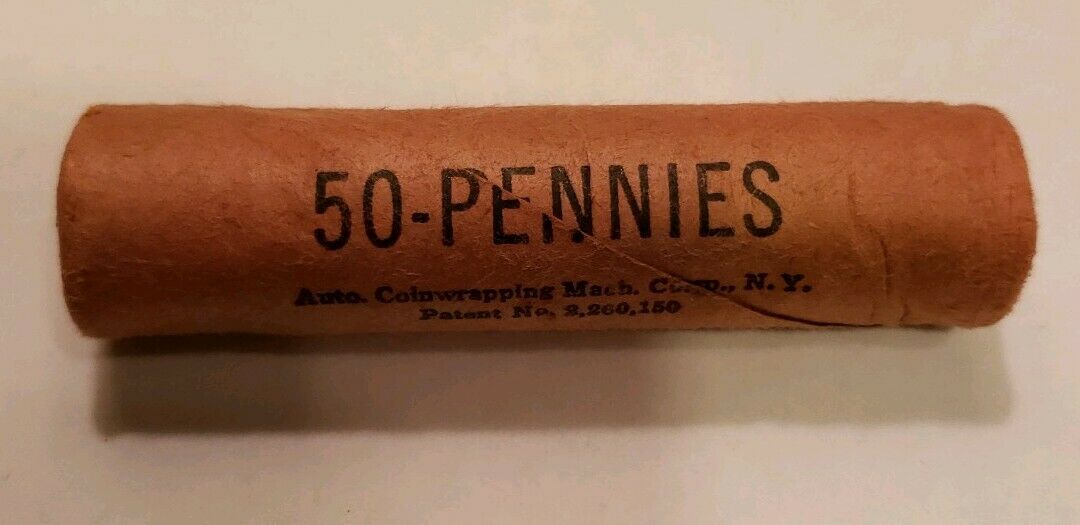 50-PENNIES
Auto. Coinwrapping Mach. Corp., N. Y.
Patent No. 2,260,150